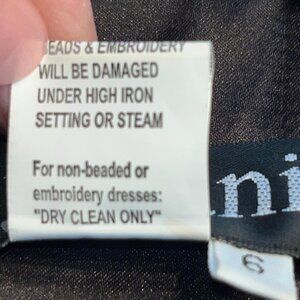 BEADS & EMBROIDERY
WILL BE DAMAGED
UNDER HIGH IRON
SETTING OR STEAM
For non-beaded or
embroidery dresses:
"DRY CLEAN ONLY"
ni
6